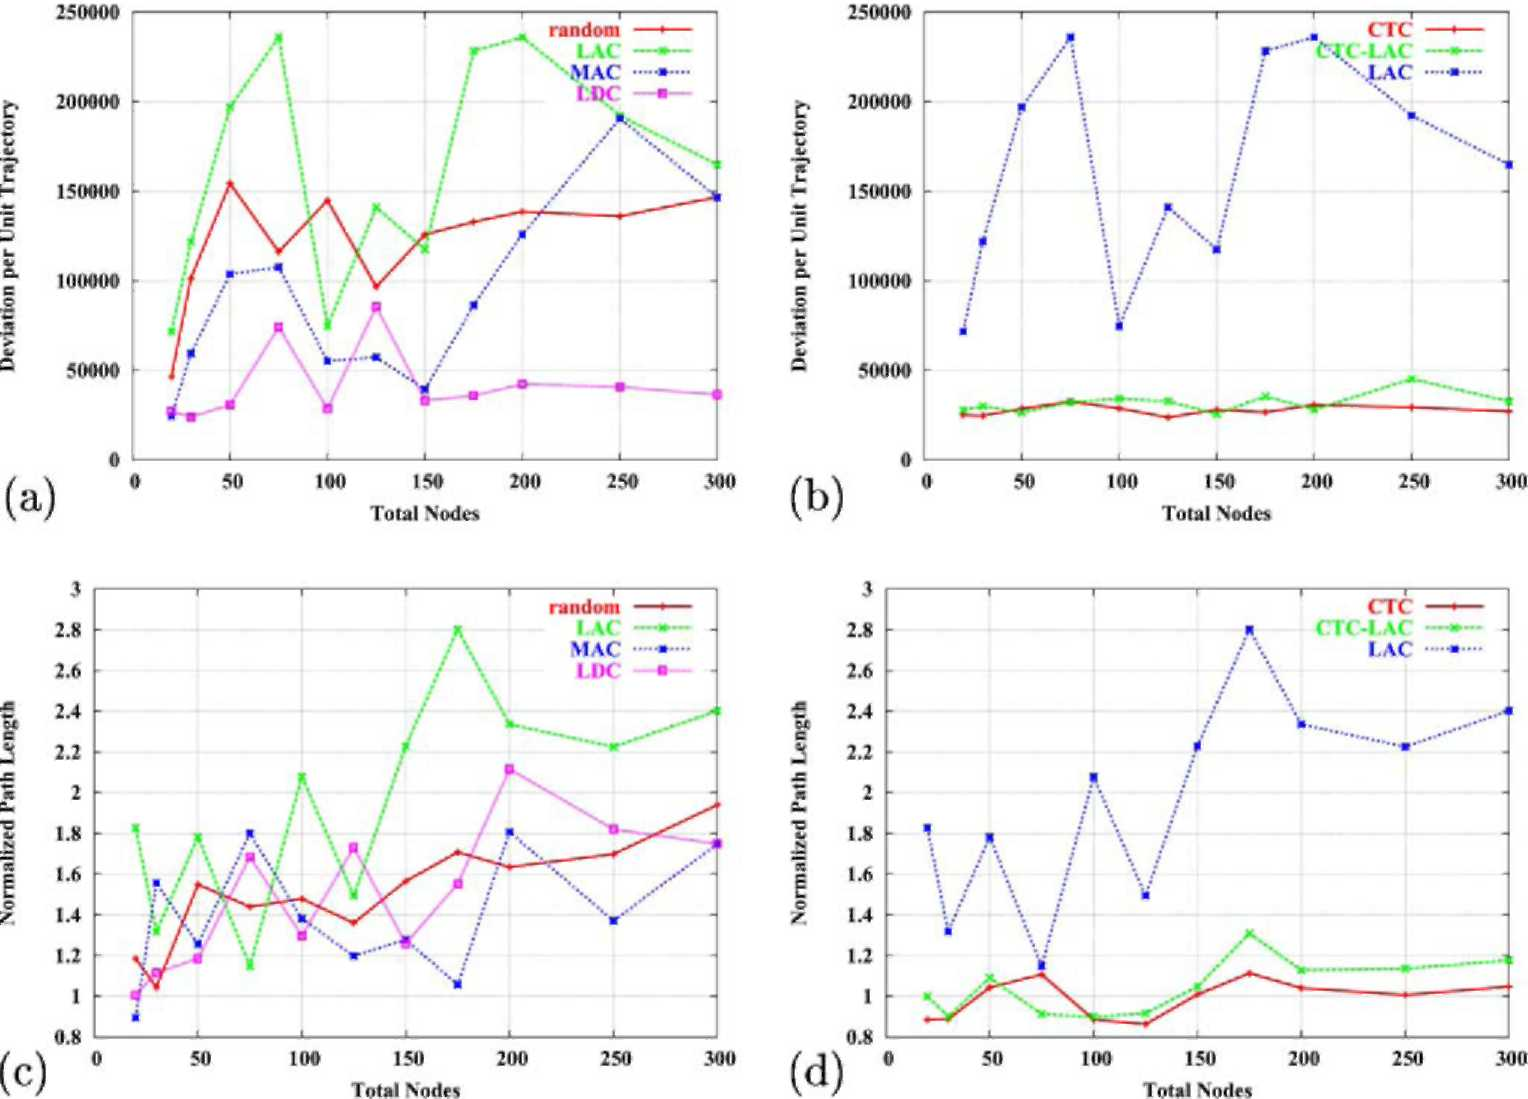 250000
200000
150000
100000
50000
0
Deviation per Unit Trajectory
random
LAC
MAC
LDC
0 50 100 150 200 250 300
Total Nodes
(a)
250000
200000
150000
100000
50000
0
Deviation per Unit Trajectory
CTC
CTC-LAC
LAC
0 50 100 150 200 250 300
Total Nodes
(b)
3
2.8
2.6
2.4
2.2
2
1.8
1.6
1.4
1.2
1
0.8
Normalized Path Length
random
LAC
MAC
LDC
0 50 100 150 200 250 300
Total Nodes
(c)
3
2.8
2.6
2.4
2.2
2
1.8
1.6
1.4
1.2
1
0.8
Normalized Path Length
CTC
CTC-LAC
LAC
0 50 100 150 200 250 300
Total Nodes
(d)